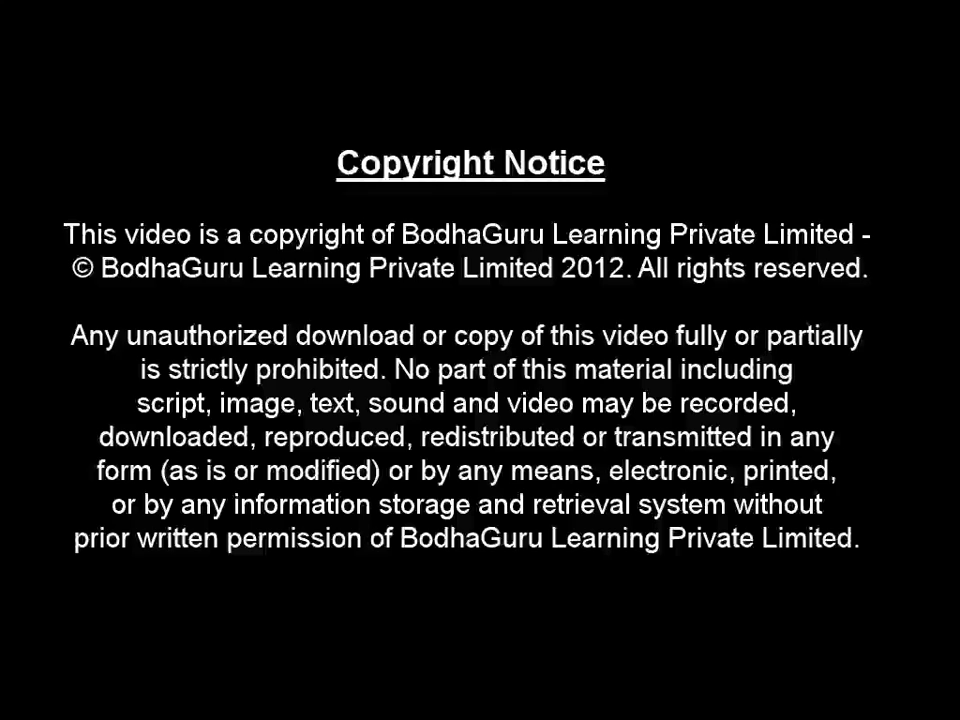 Copyright Notice
This video is a copyright of BodhaGuru Learning Private Limited -
© BodhaGuru Learning Private Limited 2012. All rights reserved.
Any unauthorized download or copy of this video fully or partially
is strictly prohibited. No part of this material including
script, image, text, sound and video may be recorded,
downloaded, reproduced, redistributed or transmitted in any
form (as is or modified) or by any means, electronic, printed,
or by any information storage and retrieval system without
prior written permission of BodhaGuru Learning Private Limited.